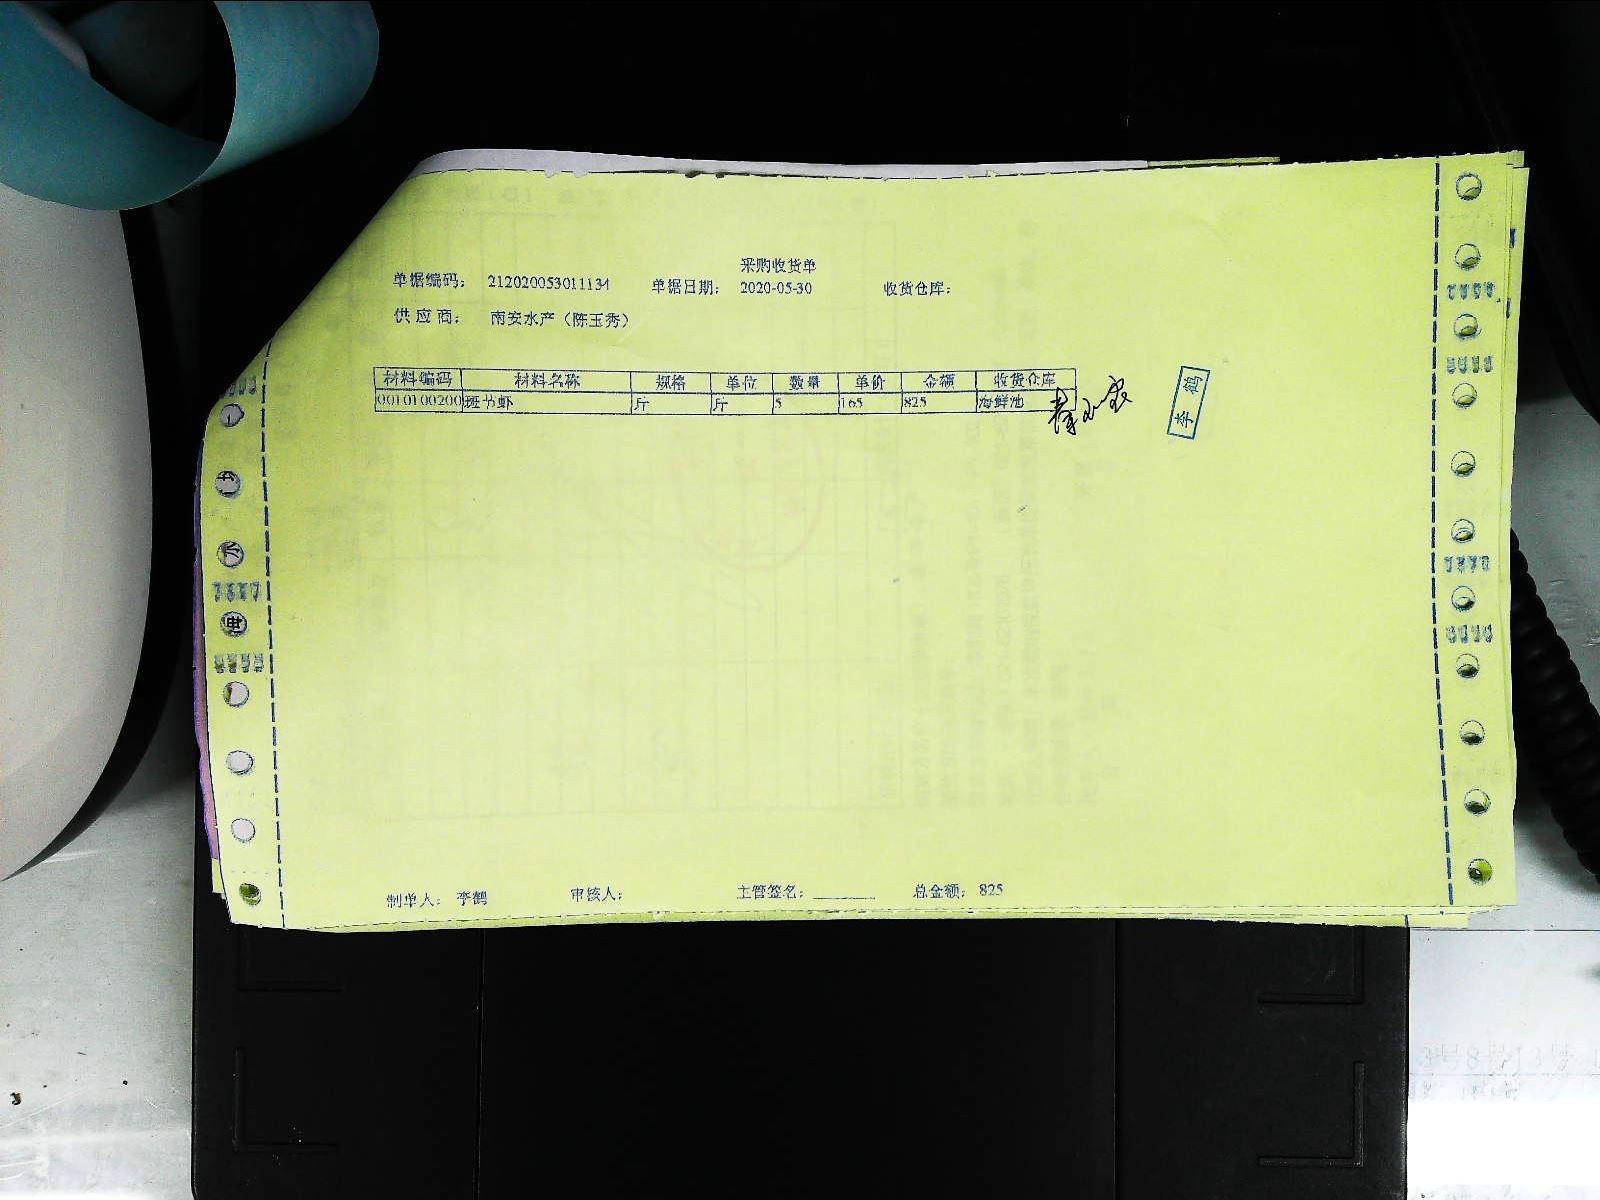 采购收货单
单据编码： 212020053011134 单据日期： 2020-05-30 收货仓库：
供 应 商： 南安水产（陈玉秀）
材料编码 材料名称 规格 单位 数量 单价 金额 收货仓库
0010100200 斑节虾 斤 斤 5 165 825 海鲜池
李鹤
制单人： 李鹤 审核人： 主管签名：________ 总金额： 825